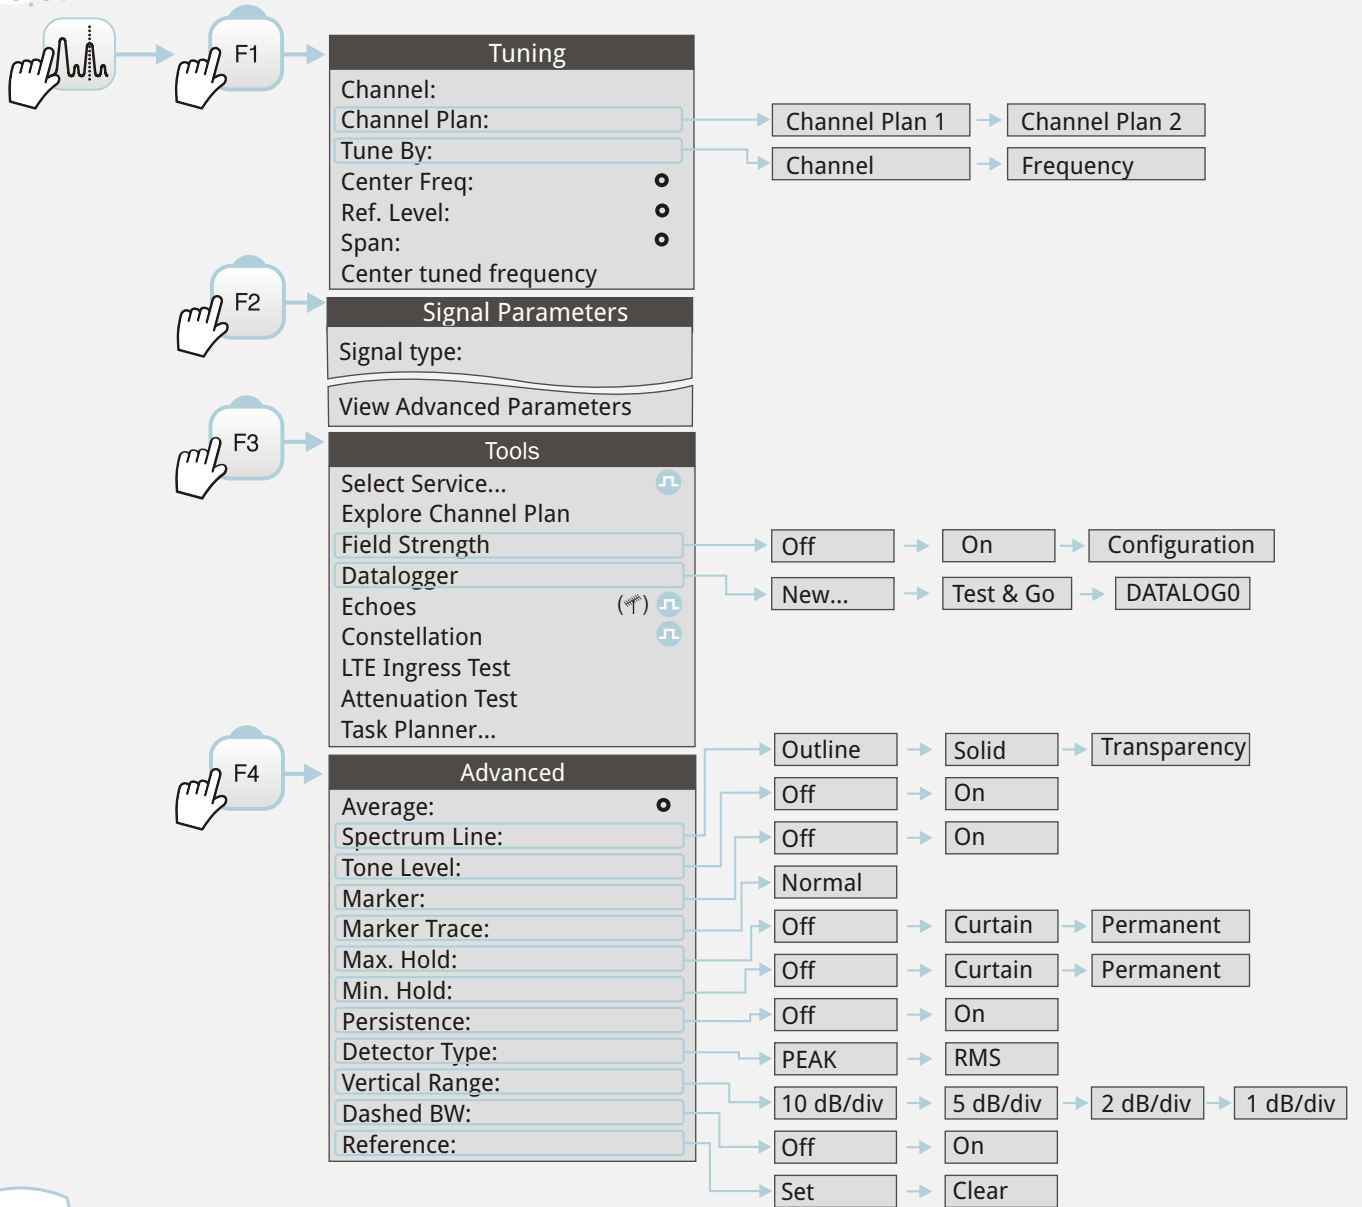 F1
Tuning
Channel:
Channel Plan:
Channel Plan 1
Channel Plan 2
Tune By:
Channel
Frequency
Center Freq:
Ref. Level:
Span:
Center tuned frequency
F2
Signal Parameters
Signal type:
View Advanced Parameters
F3
Tools
Select Service...
Explore Channel Plan
Field Strength
Off
On
Configuration
Datalogger
New...
Test & Go
DATALOG0
Echoes
Constellation
LTE Ingress Test
Attenuation Test
Task Planner...
F4
Advanced
Average:
Spectrum Line:
Outline
Solid
Transparency
Tone Level:
Off
On
Marker:
Off
On
Marker Trace:
Normal
Max. Hold:
Off
Curtain
Permanent
Min. Hold:
Off
Curtain
Permanent
Persistence:
Off
On
Detector Type:
PEAK
RMS
Vertical Range:
10 dB/div
5 dB/div
2 dB/div
1 dB/div
Dashed BW:
Off
On
Reference:
Set
Clear